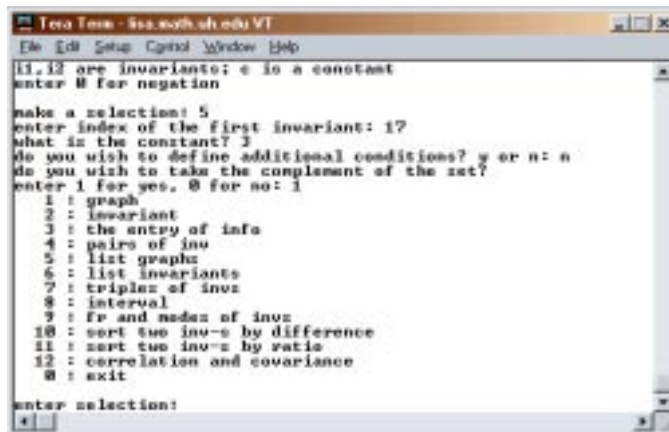 Tera Term - lisa.math.uh.edu VT
File Edit Setup Control Window Help
i1,i2 are invariants; c is a constant
enter 0 for negation
make a selection! 5
enter index of the first invariant: 17
what is the constant? 3
do you wish to define additional conditions? y or n: n
do you wish to take the complement of the set?
enter 1 for yes, 0 for no: 1
1 : graph
2 : invariant
3 : the entry of info
4 : pairs of inv
5 : list graphs
6 : list invariants
7 : triples of invs
8 : interval
9 : fr and modes of invs
10 : sort two inv-s by difference
11 : sort two inv-s by ratio
12 : correlation and covariance
0 : exit
enter selection!